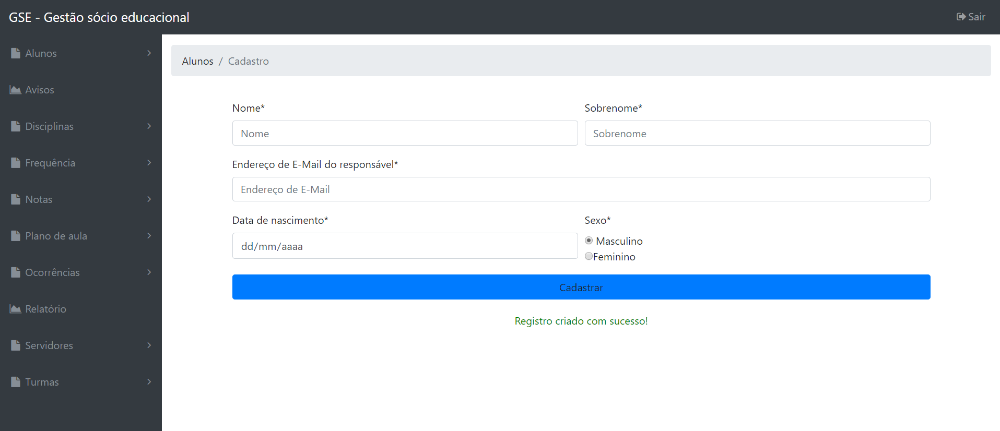 GSE - Gestão sócio educacional
Sair
Alunos
Avisos
Disciplinas
Frequência
Notas
Plano de aula
Ocorrências
Relatório
Servidores
Turmas
Alunos / Cadastro
Nome* Sobrenome*
Nome Sobrenome
Endereço de E-Mail do responsável*
Endereço de E-Mail
Data de nascimento* Sexo*
dd/mm/aaaa
Masculino
Feminino
Cadastrar
Registro criado com sucesso!